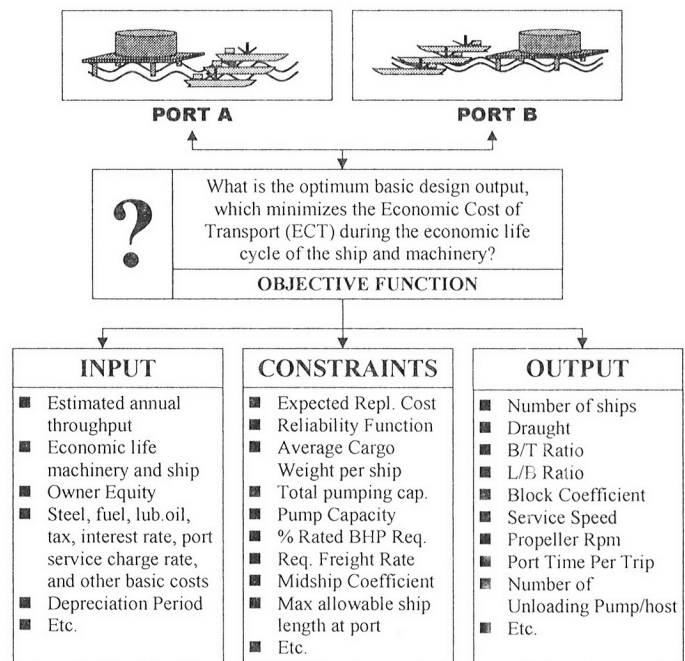 PORT A
PORT B
?
What is the optimum basic design output,
which minimizes the Economic Cost of
Transport (ECT) during the economic life
cycle of the ship and machinery?
OBJECTIVE FUNCTION
INPUT
Estimated annual
throughput
Economic life
machinery and ship
Owner Equity
Steel, fuel, lub.oil,
tax, interest rate, port
service charge rate,
and other basic costs
Depreciation Period
Etc.
CONSTRAINTS
Expected Repl. Cost
Reliability Function
Average Cargo
Weight per ship
Total pumping cap.
Pump Capacity
% Rated BHP Req.
Req. Freight Rate
Midship Coefficient
Max allowable ship
length at port
Etc.
OUTPUT
Number of ships
Draught
B/T Ratio
L/B Ratio
Block Coefficient
Service Speed
Propeller Rpm
Port Time Per Trip
Number of
Unloading Pump/host
Etc.